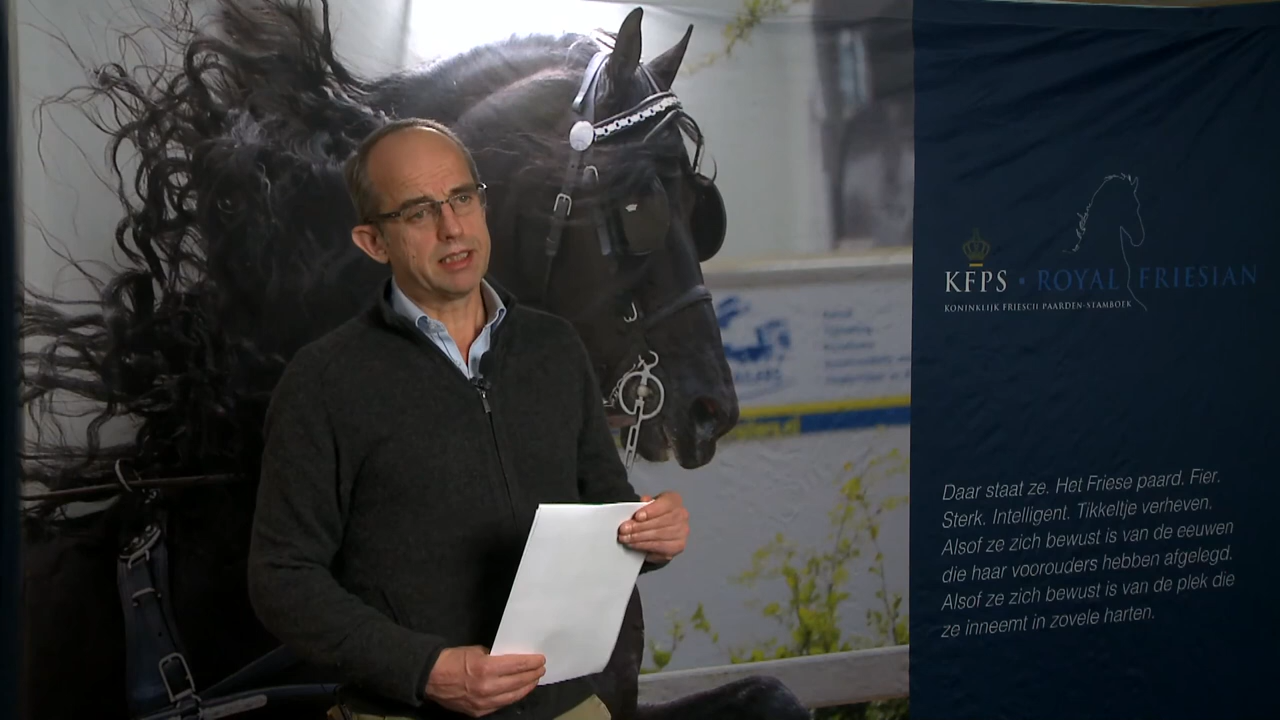 KFPS · ROYAL FRIESIAN
KONINKLIJK FRIESCH PAARDEN-STAMBOEK
Daar staat ze. Het Friese paard. Fier.
Sterk. Intelligent. Tikkeltje verheven.
Alsof ze zich bewust is van de eeuwen
die haar voorouders hebben afgelegd.
Alsof ze zich bewust is van de plek die
ze inneemt in zovele harten.